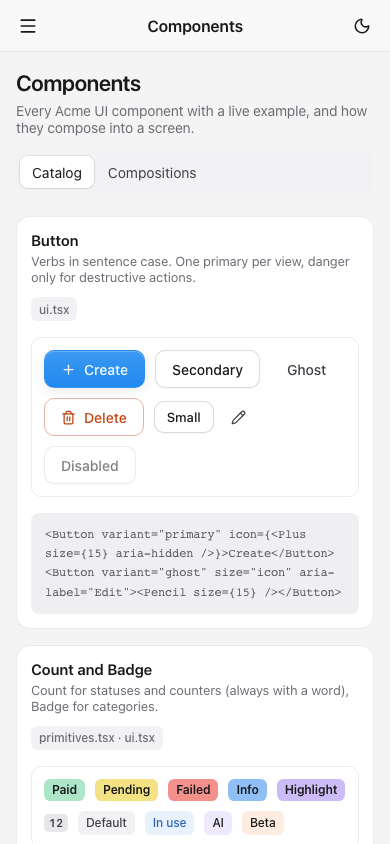 Components
Components
Every Acme UI component with a live example, and how
they compose into a screen.
Catalog Compositions
Button
Verbs in sentence case. One primary per view, danger
only for destructive actions.
ui.tsx
Create Secondary Ghost
Delete Small
Disabled
<Button variant="primary" icon={<Plus
size={15} aria-hidden />}>Create</Button>
<Button variant="ghost" size="icon" aria-
label="Edit"><Pencil size={15} /></Button>
Count and Badge
Count for statuses and counters (always with a word),
Badge for categories.
primitives.tsx · ui.tsx
Paid Pending Failed Info Highlight
12 Default In use AI Beta